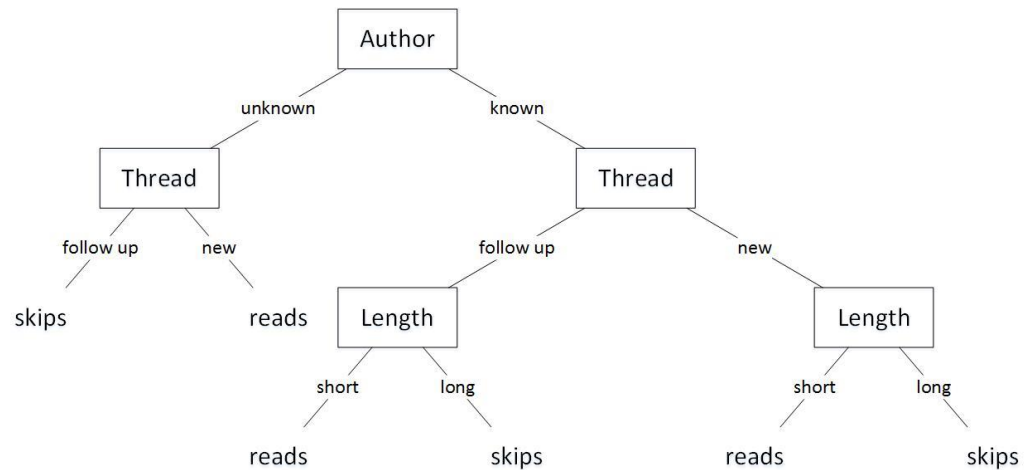 Author
unknown known
Thread Thread
follow up new follow up new
skips reads Length Length
short long short long
reads skips reads skips